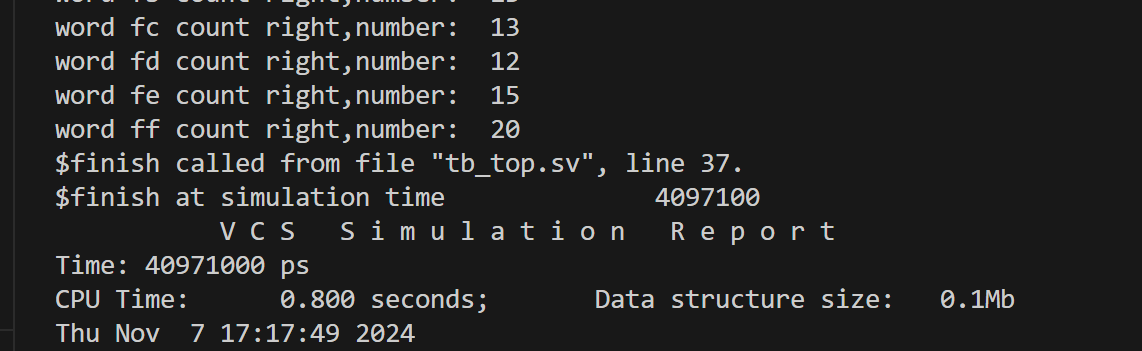 word fc count right,number:  13
word fd count right,number:  12
word fe count right,number:  15
word ff count right,number:  20
$finish called from file "tb_top.sv", line 37.
$finish at simulation time              4097100
           V C S   S i m u l a t i o n   R e p o r t
Time: 40971000 ps
CPU Time:      0.800 seconds;       Data structure size:   0.1Mb
Thu Nov  7 17:17:49 2024